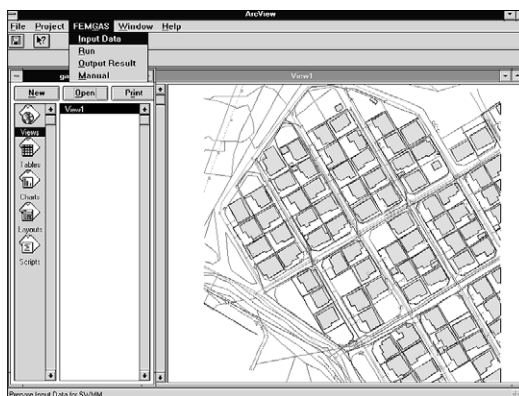 ArcView
File Project FEMGAS Window Help
Input Data
Run
Output Result
Manual
View1
New Open Print
View1
Views
Tables
Charts
Layouts
Scripts
Prepare Input Data for